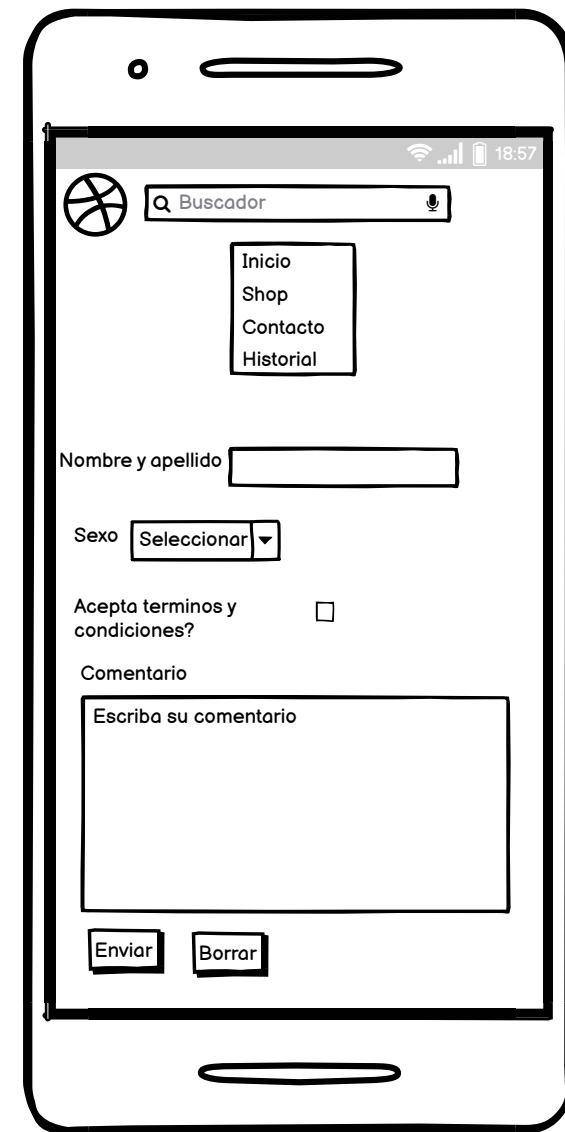 18:57
Buscador
Inicio
Shop
Contacto
Historial
Nombre y apellido
Sexo Seleccionar
Acepta terminos y
condiciones?
Comentario
Escriba su comentario
Enviar Borrar